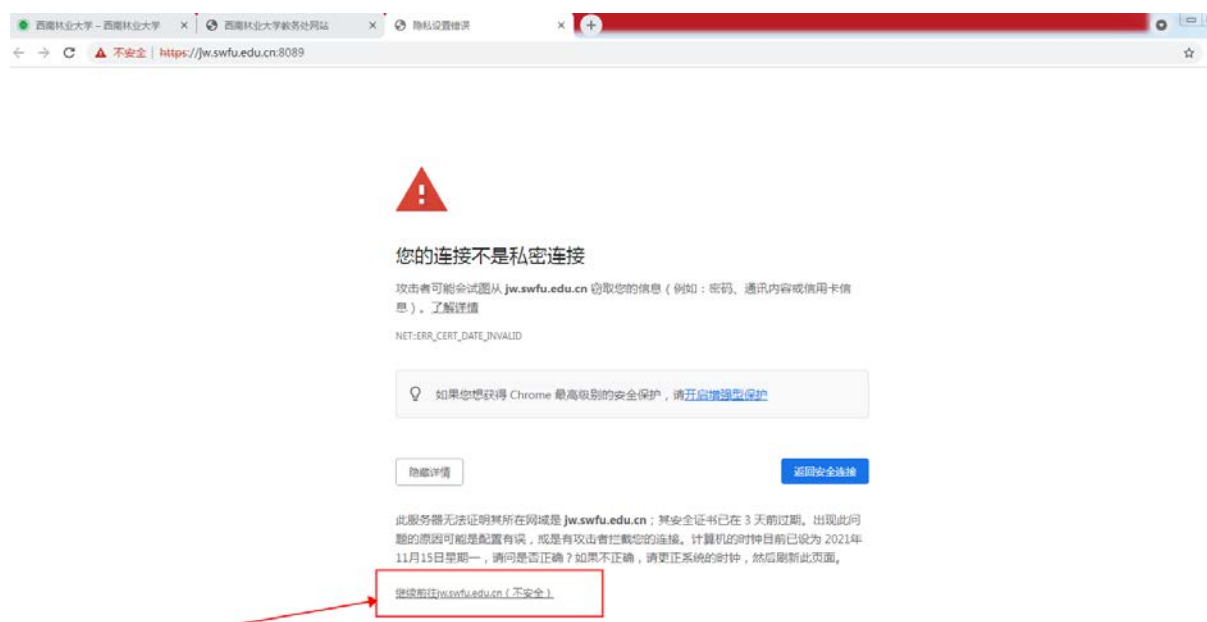 西南林业大学 – 西南林业大学
西南林业大学教务处网站
隐私设置错误
不安全 | https://jw.swfu.edu.cn:8089
您的连接不是私密连接
攻击者可能会试图从 jw.swfu.edu.cn 窃取您的信息(例如:密码、通讯内容或信用卡信
息)。了解详情
NET::ERR_CERT_DATE_INVALID
如果您想获得 Chrome 最高级别的安全保护,请开启增强型保护
隐藏详情
返回安全连接
此服务器无法证明其所在网域是 jw.swfu.edu.cn;其安全证书已在 3 天前过期。出现此问
题的原因可能是配置有误,或是有攻击者拦截您的连接。计算机的时钟目前已设为 2021年
11月15日星期一,请问是否正确?如果不正确,请更正系统的时钟,然后刷新此页面。
继续前往jw.swfu.edu.cn(不安全)